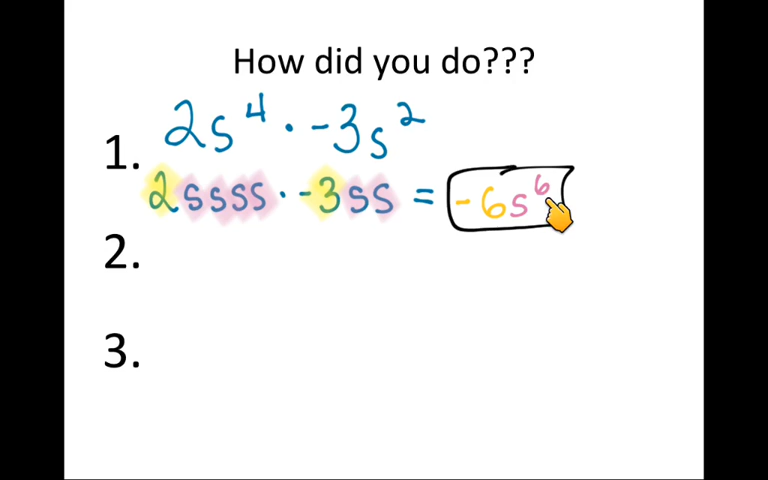 How did you do???
1. 2s⁴ · -3s²
2ssss · -3ss = -6s⁶
2.
3.